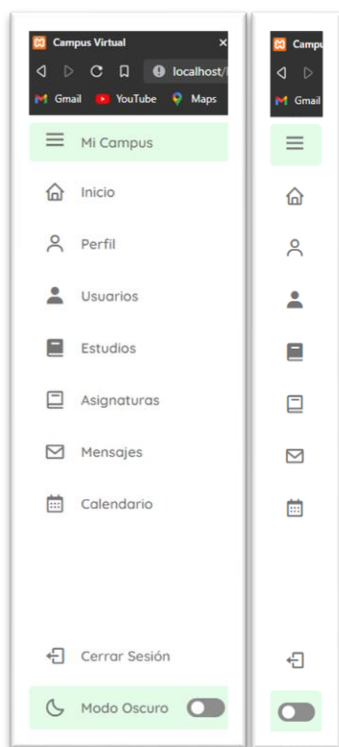 Campus Virtual
localhost/
Gmail YouTube Maps
Mi Campus
Inicio
Perfil
Usuarios
Estudios
Asignaturas
Mensajes
Calendario
Cerrar Sesión
Modo Oscuro
Campu
Gmail